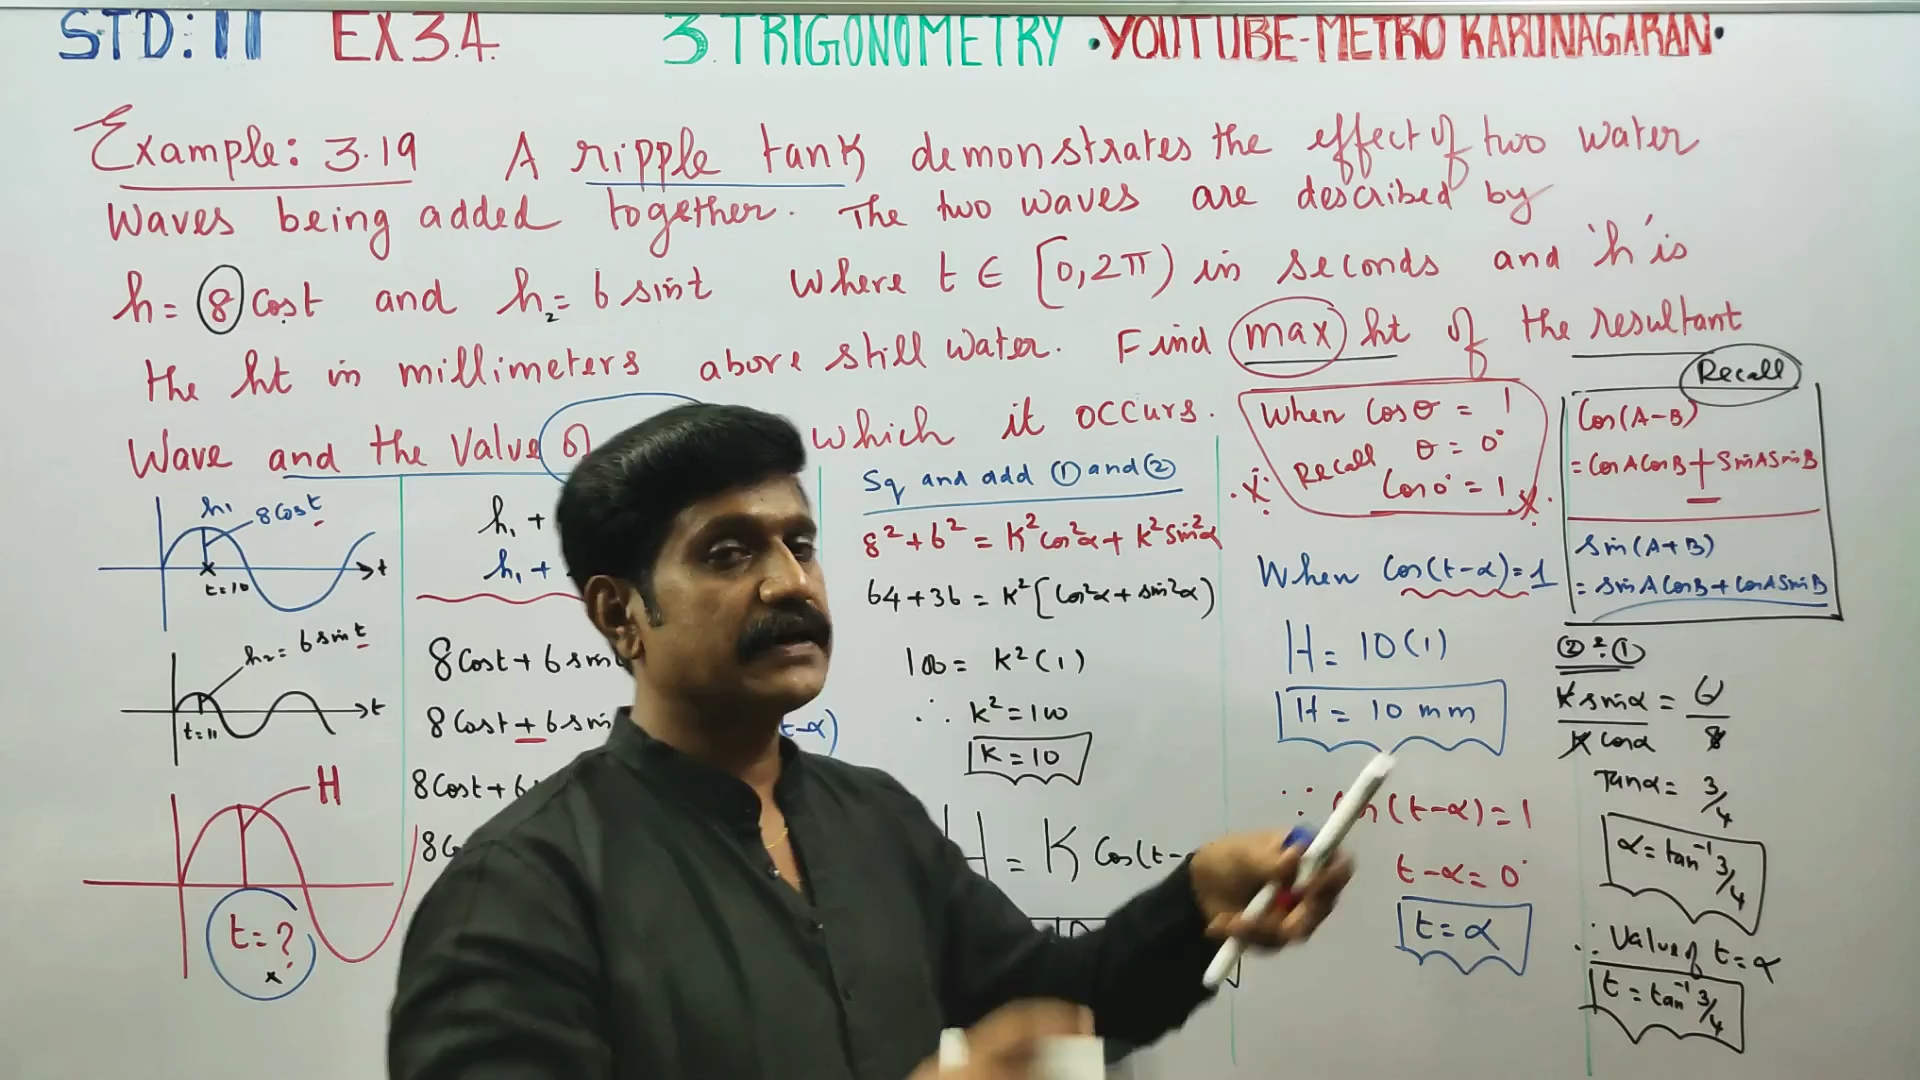 STD: 11 EX 3.4. 3. TRIGONOMETRY • YOUTUBE-METRO KARUNAGARAN•
Example: 3.19 A ripple tank demonstrates the effect of two water
waves being added together. The two waves are described by
h = 8 cost and h₂ = 6 sint where t ∈ [0,2π) in seconds and 'h' is
the ht in millimeters above still water. Find max ht of the resultant
wave and the value which it occurs.
h₁
8cost
t=10
t
h₂ = 6 sint
t=11
t
H
t = ?
h₁ +
h₁ +
8 cost + 6 sin
8 cost + 6 sin
t-α)
8 cost + 6
8
Sq and add ① and ②
8² + 6² = K² cos²α + K² sin²α
64 + 36 = K² [cos²α + sin²α]
100 = K² (1)
∴ K² = 100
K = 10
H = K cos(t-
When cosθ = 1
Recall θ = 0°
cos 0° = 1
When cos(t-α) = 1
H = 10 (1)
H = 10 mm
∵ (t-α) = 1
t-α = 0°
t = α
Recall
Cos(A-B)
= cosA cosB + sinA sinB
Sin(A+B)
= sinA cosB + cosA sinB
② ÷ ①
K sinα = 6
K cosα 8
Tanα = 3/4
α = tan⁻¹ 3/4
∴ Value of t = α
t = tan⁻¹ 3/4